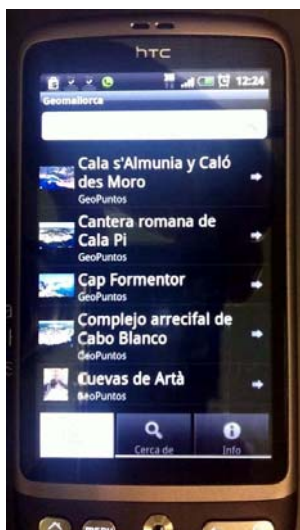 hTC
12:24
Geomallorca
Cala s'Almunia y Caló
des Moro
GeoPuntos
Cantera romana de
Cala Pi
GeoPuntos
Cap Formentor
GeoPuntos
Complejo arrecifal de
Cabo Blanco
GeoPuntos
Cuevas de Artà
GeoPuntos
Cerca de
Info
MENU